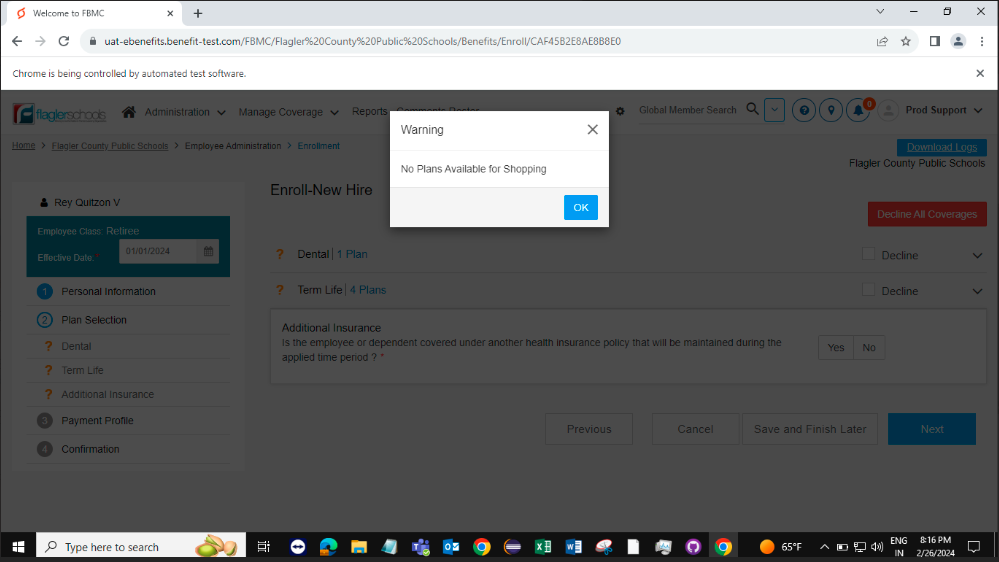 Welcome to FBMC
uat-ebenefits.benefit-test.com/FBMC/Flagler%20County%20Public%20Schools/Benefits/Enroll/CAF45B2E8AE8B8E0
Chrome is being controlled by automated test software.
flaglerschools
Administration
Manage Coverage
Reports
Comments Poster
Global Member Search
0
Prod Support
Home > Flagler County Public Schools > Employee Administration > Enrollment
Download Logs
Flagler County Public Schools
Warning
No Plans Available for Shopping
OK
Rey Quitzon V
Employee Class: Retiree
Effective Date: * 01/01/2024
1 Personal Information
2 Plan Selection
? Dental
? Term Life
? Additional Insurance
3 Payment Profile
4 Confirmation
Enroll-New Hire
Decline All Coverages
? Dental | 1 Plan
Decline
? Term Life | 4 Plans
Decline
Additional Insurance
Is the employee or dependent covered under another health insurance policy that will be maintained during the
applied time period ? *
Yes No
Previous
Cancel
Save and Finish Later
Next
Type here to search
65°F
ENG
IN
8:16 PM
2/26/2024